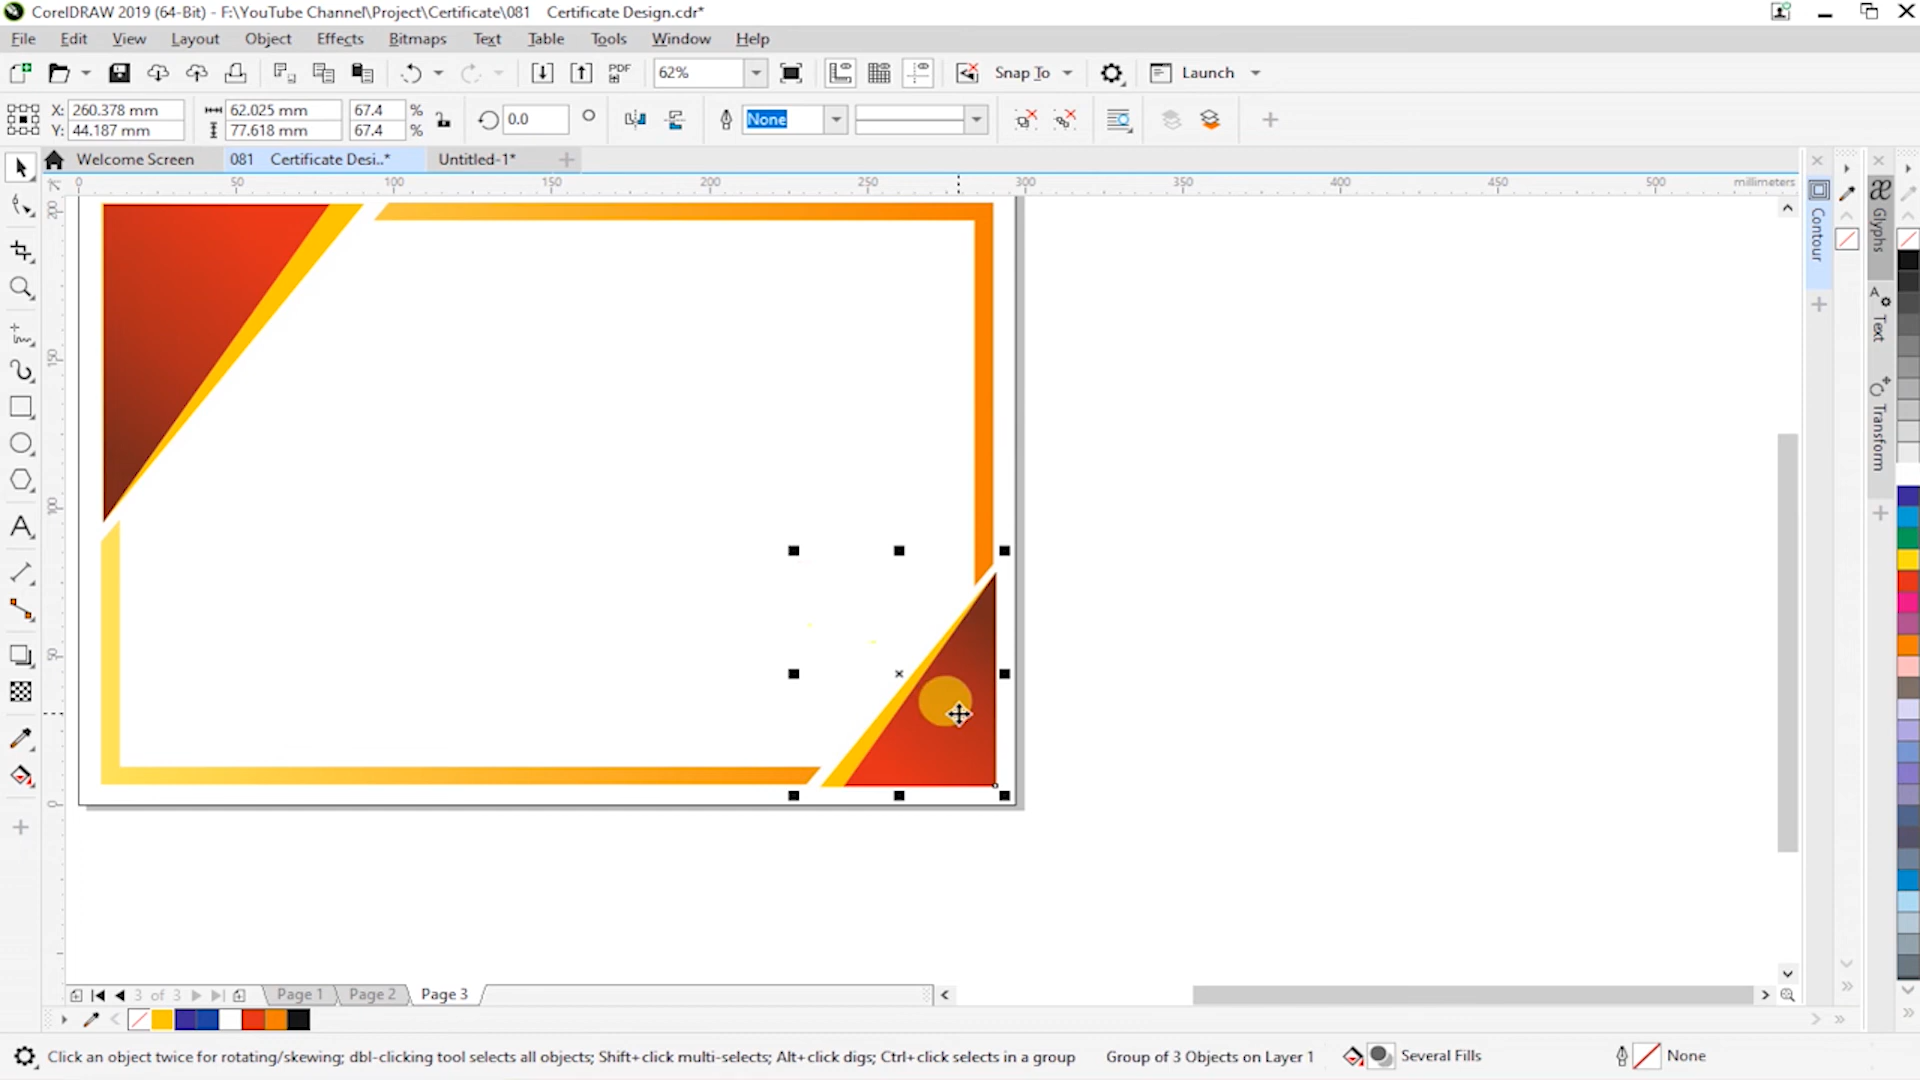 CorelDRAW 2019 (64-Bit) - F:\YouTube Channel\Project\Certificate\081    Certificate Design.cdr*
File Edit View Layout Object Effects Bitmaps Text Table Tools Window Help
PDF 62% Snap To Launch
X: 260.378 mm 62.025 mm 67.4 % 0.0 None
Y: 44.187 mm 77.618 mm 67.4 %
Welcome Screen 081    Certificate Desi..* Untitled-1*
0 50 100 150 200 250 300 350 400 450 500 millimeters
200
150
100
50
0
Contour
Glyphs
Text
Transform
3 of 3 Page 1 Page 2 Page 3
Click an object twice for rotating/skewing; dbl-clicking tool selects all objects; Shift+click multi-selects; Alt+click digs; Ctrl+click selects in a group Group of 3 Objects on Layer 1 Several Fills None